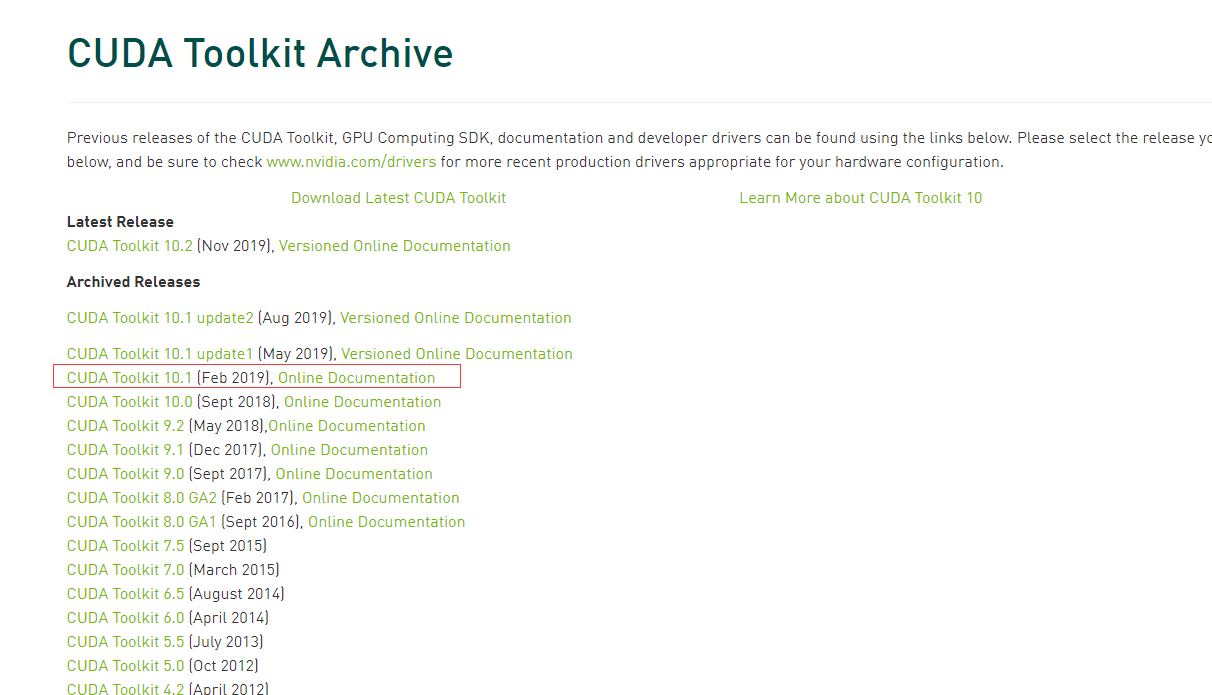 CUDA Toolkit Archive
Previous releases of the CUDA Toolkit, GPU Computing SDK, documentation and developer drivers can be found using the links below. Please select the release
below, and be sure to check www.nvidia.com/drivers for more recent production drivers appropriate for your hardware configuration.
Download Latest CUDA Toolkit Learn More about CUDA Toolkit 10
Latest Release
CUDA Toolkit 10.2 (Nov 2019), Versioned Online Documentation
Archived Releases
CUDA Toolkit 10.1 update2 (Aug 2019), Versioned Online Documentation
CUDA Toolkit 10.1 update1 (May 2019), Versioned Online Documentation
CUDA Toolkit 10.1 (Feb 2019), Online Documentation
CUDA Toolkit 10.0 (Sept 2018), Online Documentation
CUDA Toolkit 9.2 (May 2018),Online Documentation
CUDA Toolkit 9.1 (Dec 2017), Online Documentation
CUDA Toolkit 9.0 (Sept 2017), Online Documentation
CUDA Toolkit 8.0 GA2 (Feb 2017), Online Documentation
CUDA Toolkit 8.0 GA1 (Sept 2016), Online Documentation
CUDA Toolkit 7.5 (Sept 2015)
CUDA Toolkit 7.0 (March 2015)
CUDA Toolkit 6.5 (August 2014)
CUDA Toolkit 6.0 (April 2014)
CUDA Toolkit 5.5 (July 2013)
CUDA Toolkit 5.0 (Oct 2012)
CUDA Toolkit 4.2 (April 2012)